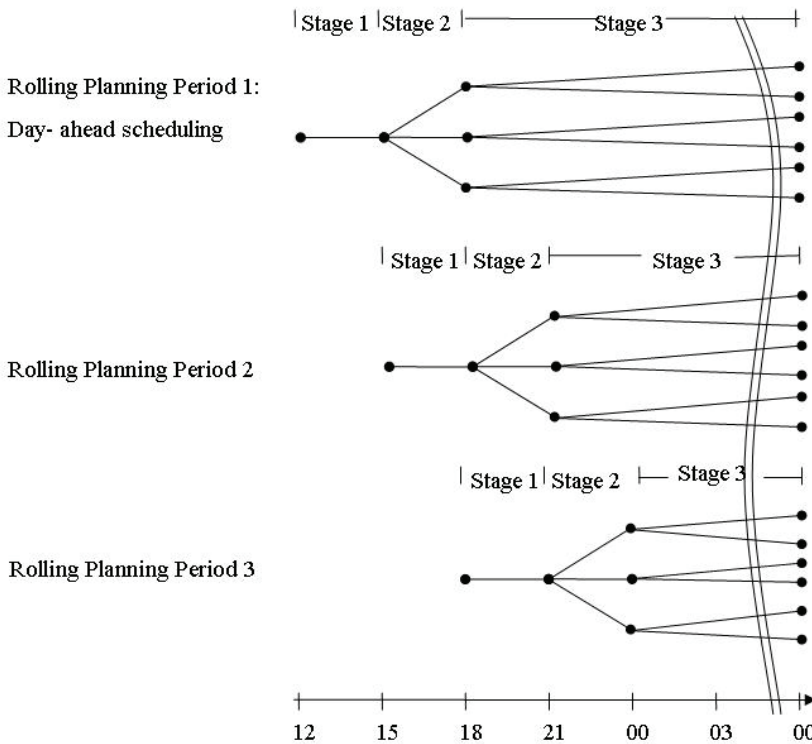 Stage 1 Stage 2 Stage 3
Rolling Planning Period 1:
Day- ahead scheduling
Stage 1 Stage 2 Stage 3
Rolling Planning Period 2
Stage 1 Stage 2 Stage 3
Rolling Planning Period 3
12 15 18 21 00 03 00